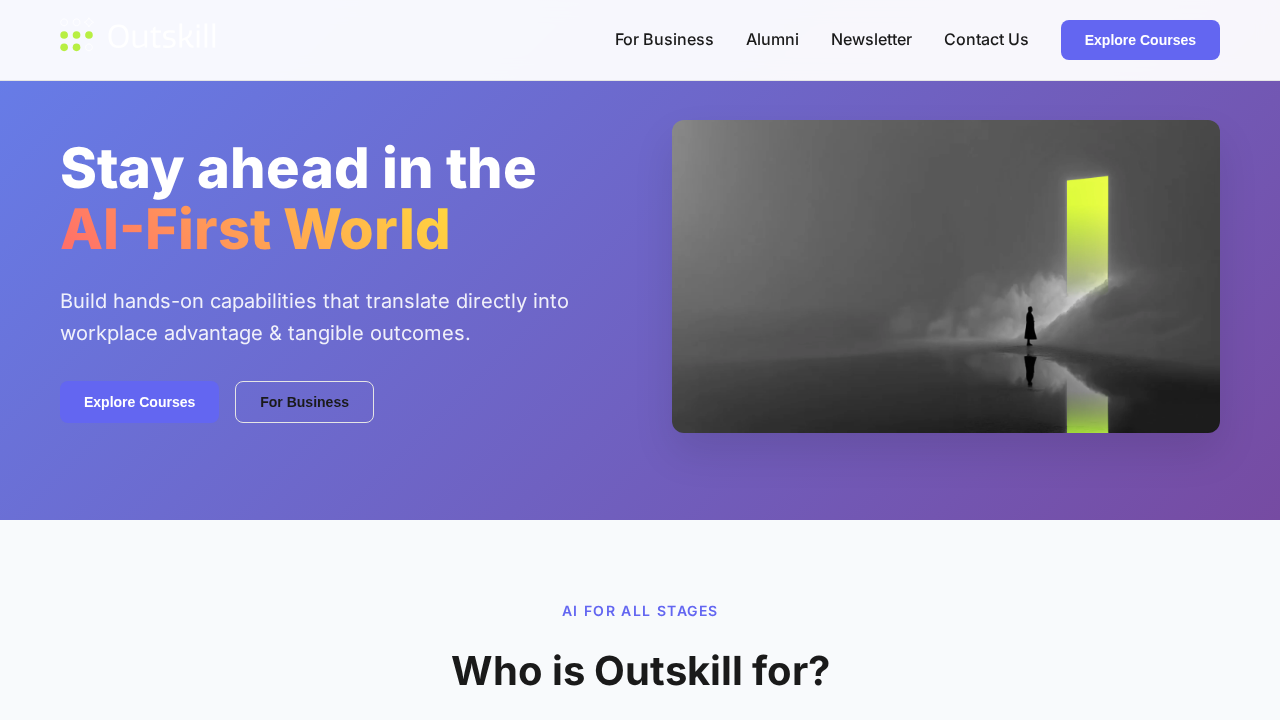 Outskill
For Business
Alumni
Newsletter
Contact Us
Explore Courses
Stay ahead in the
AI-First World
Build hands-on capabilities that translate directly into
workplace advantage & tangible outcomes.
Explore Courses
For Business
AI FOR ALL STAGES
Who is Outskill for?